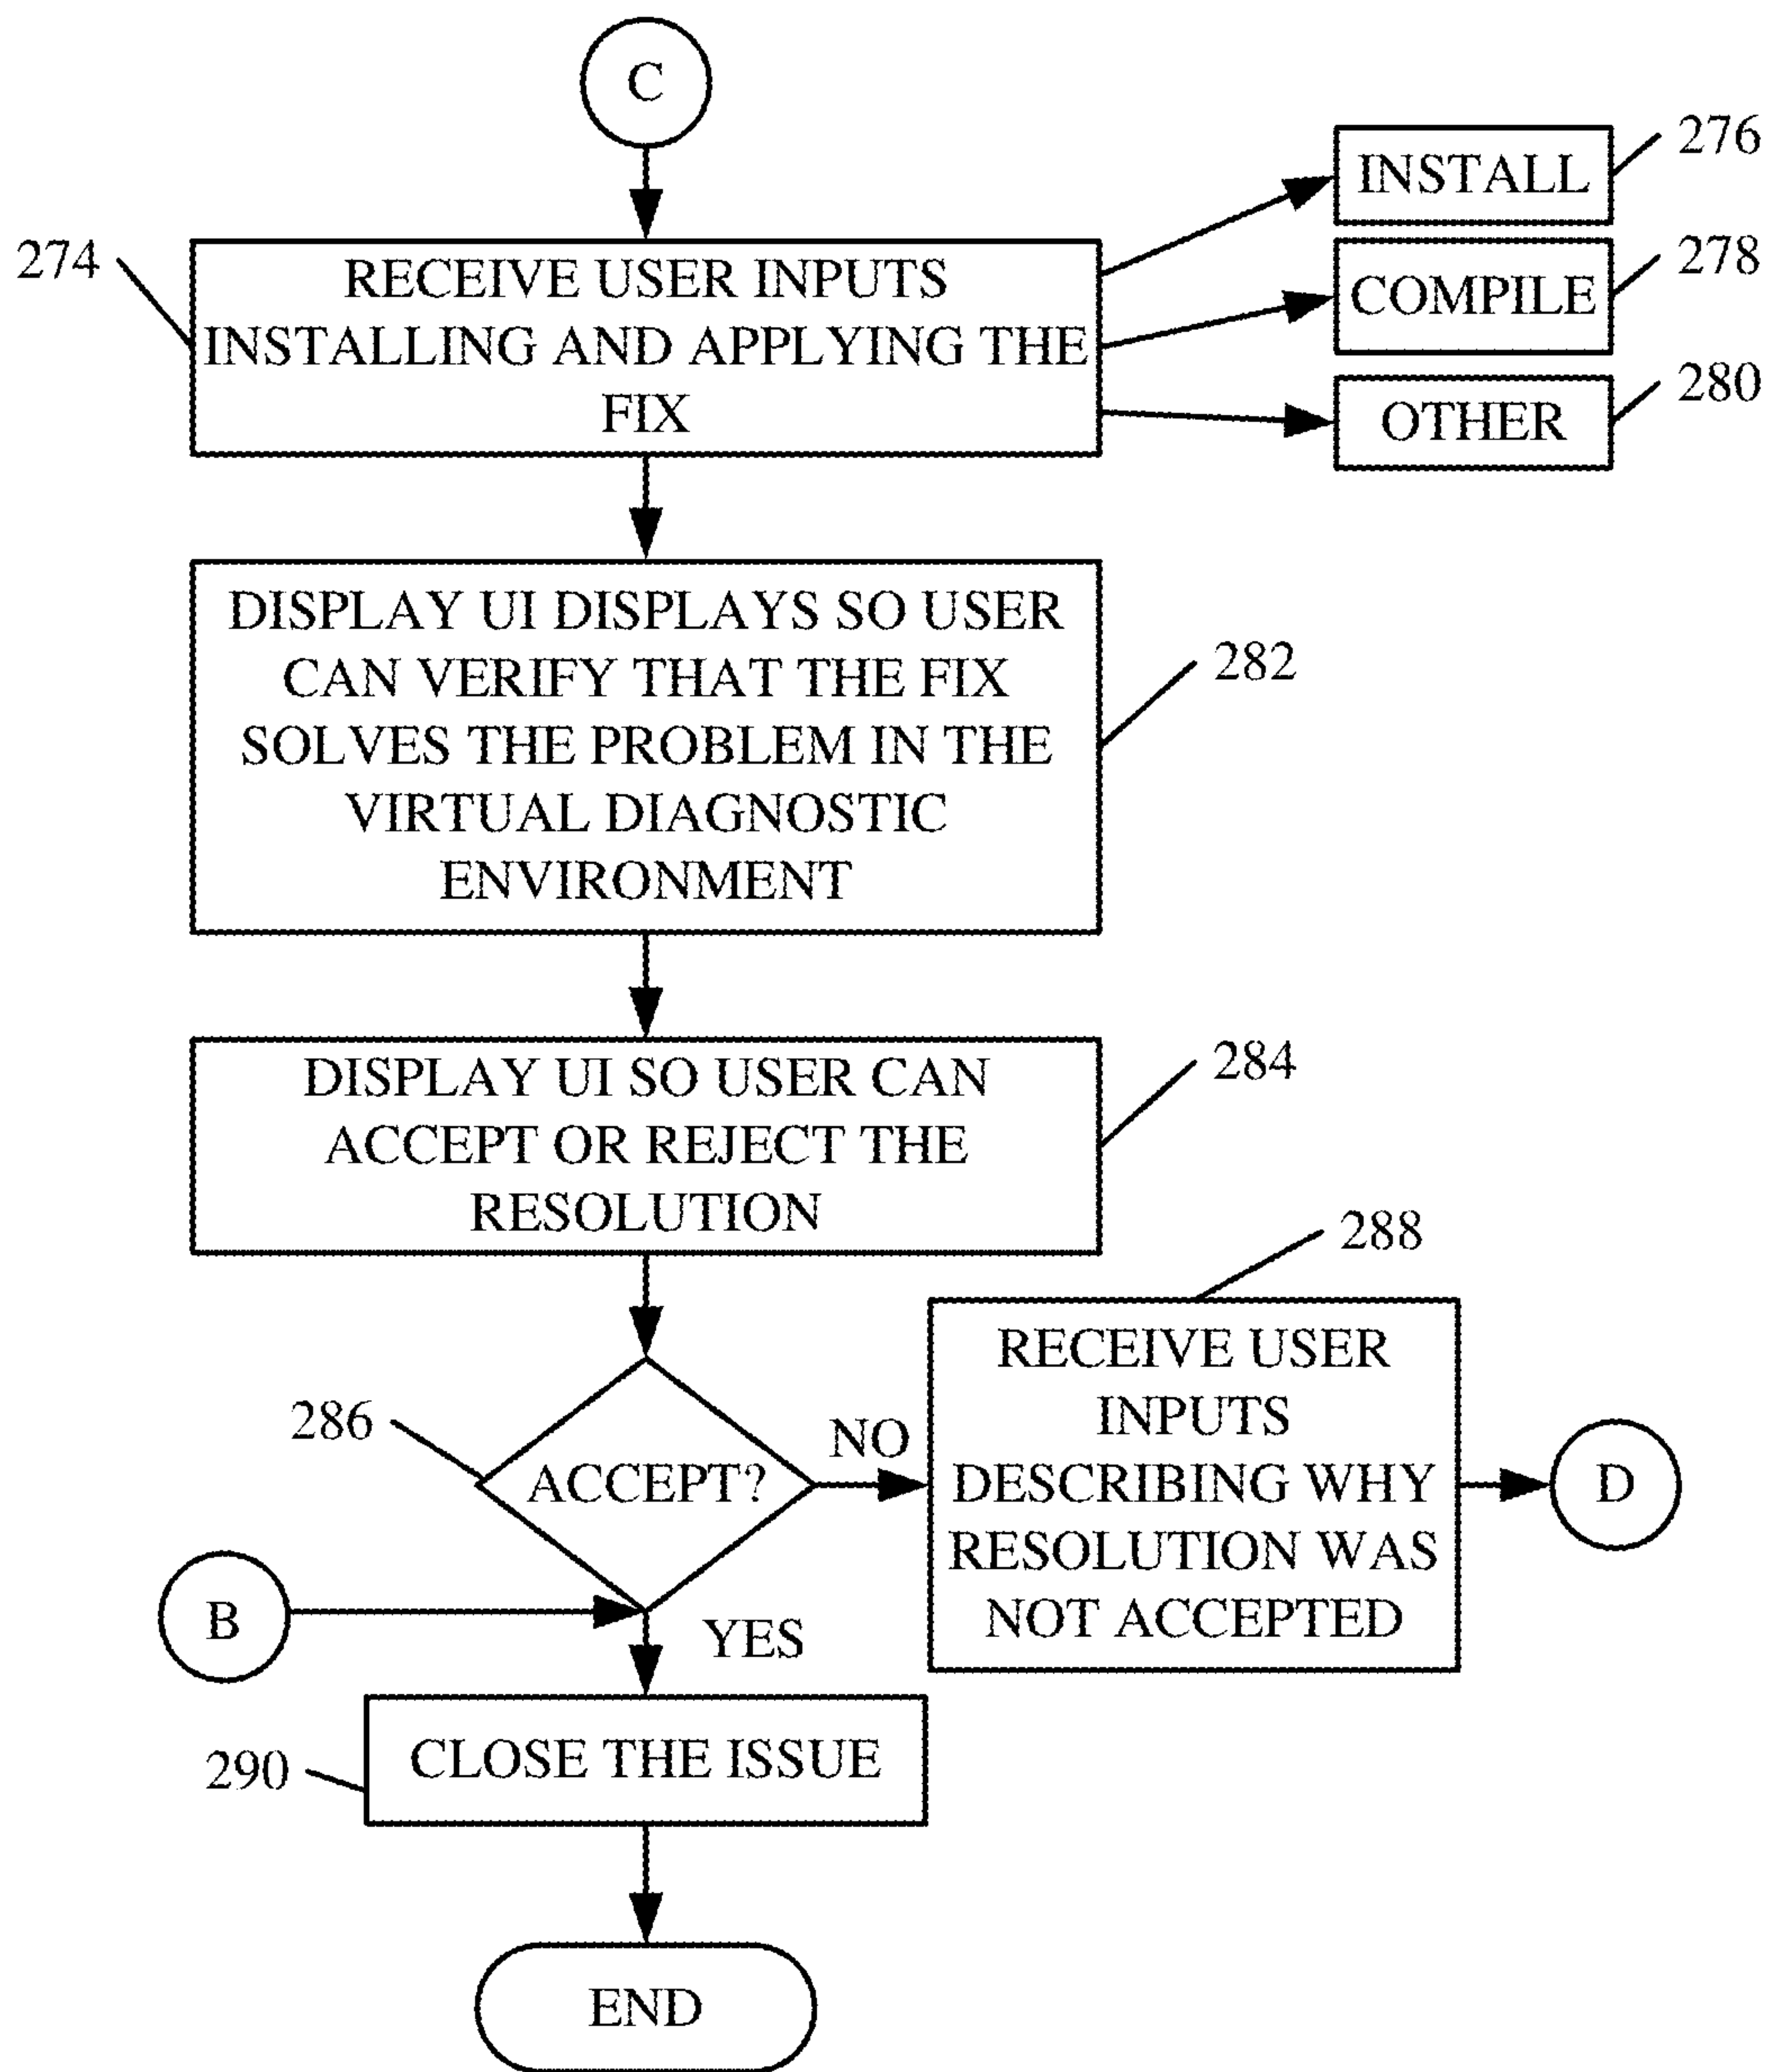 C
276
INSTALL
274
RECEIVE USER INPUTS
INSTALLING AND APPLYING THE
FIX
278
COMPILE
280
OTHER
DISPLAY UI DISPLAYS SO USER
CAN VERIFY THAT THE FIX
SOLVES THE PROBLEM IN THE
VIRTUAL DIAGNOSTIC
ENVIRONMENT
282
DISPLAY UI SO USER CAN
ACCEPT OR REJECT THE
RESOLUTION
284
288
286
ACCEPT?
NO
RECEIVE USER
INPUTS
DESCRIBING WHY
RESOLUTION WAS
NOT ACCEPTED
D
B
YES
290
CLOSE THE ISSUE
END